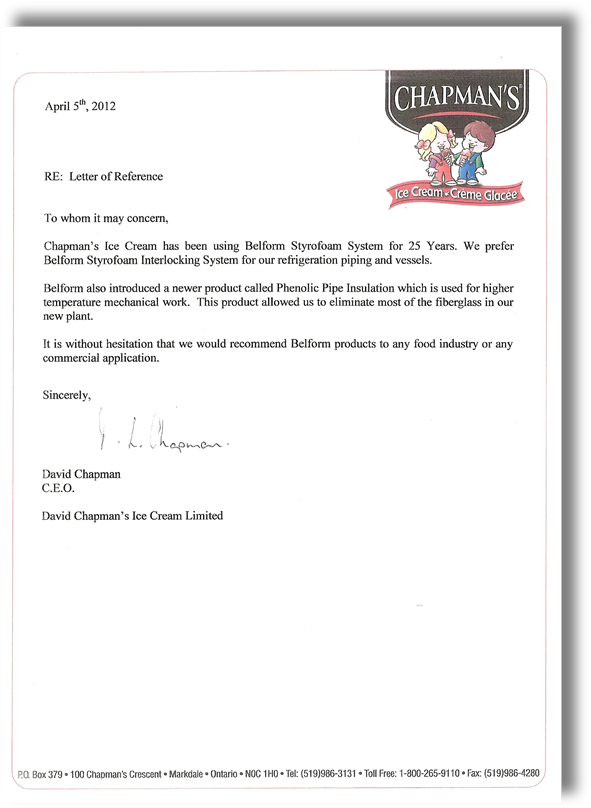 April 5th, 2012
CHAPMAN'S
Ice Cream • Crème Glacée
RE: Letter of Reference
To whom it may concern,
Chapman's Ice Cream has been using Belform Styrofoam System for 25 Years. We prefer
Belform Styrofoam Interlocking System for our refrigeration piping and vessels.
Belform also introduced a newer product called Phenolic Pipe Insulation which is used for higher
temperature mechanical work. This product allowed us to eliminate most of the fiberglass in our
new plant.
It is without hesitation that we would recommend Belform products to any food industry or any
commercial application.
Sincerely,
L. Chapman.
David Chapman
C.E.O.
David Chapman's Ice Cream Limited
P.O. Box 379 • 100 Chapman's Crescent • Markdale • Ontario • N0C 1H0 • Tel: (519)986-3131 • Toll Free: 1-800-265-9110 • Fax: (519)986-4280